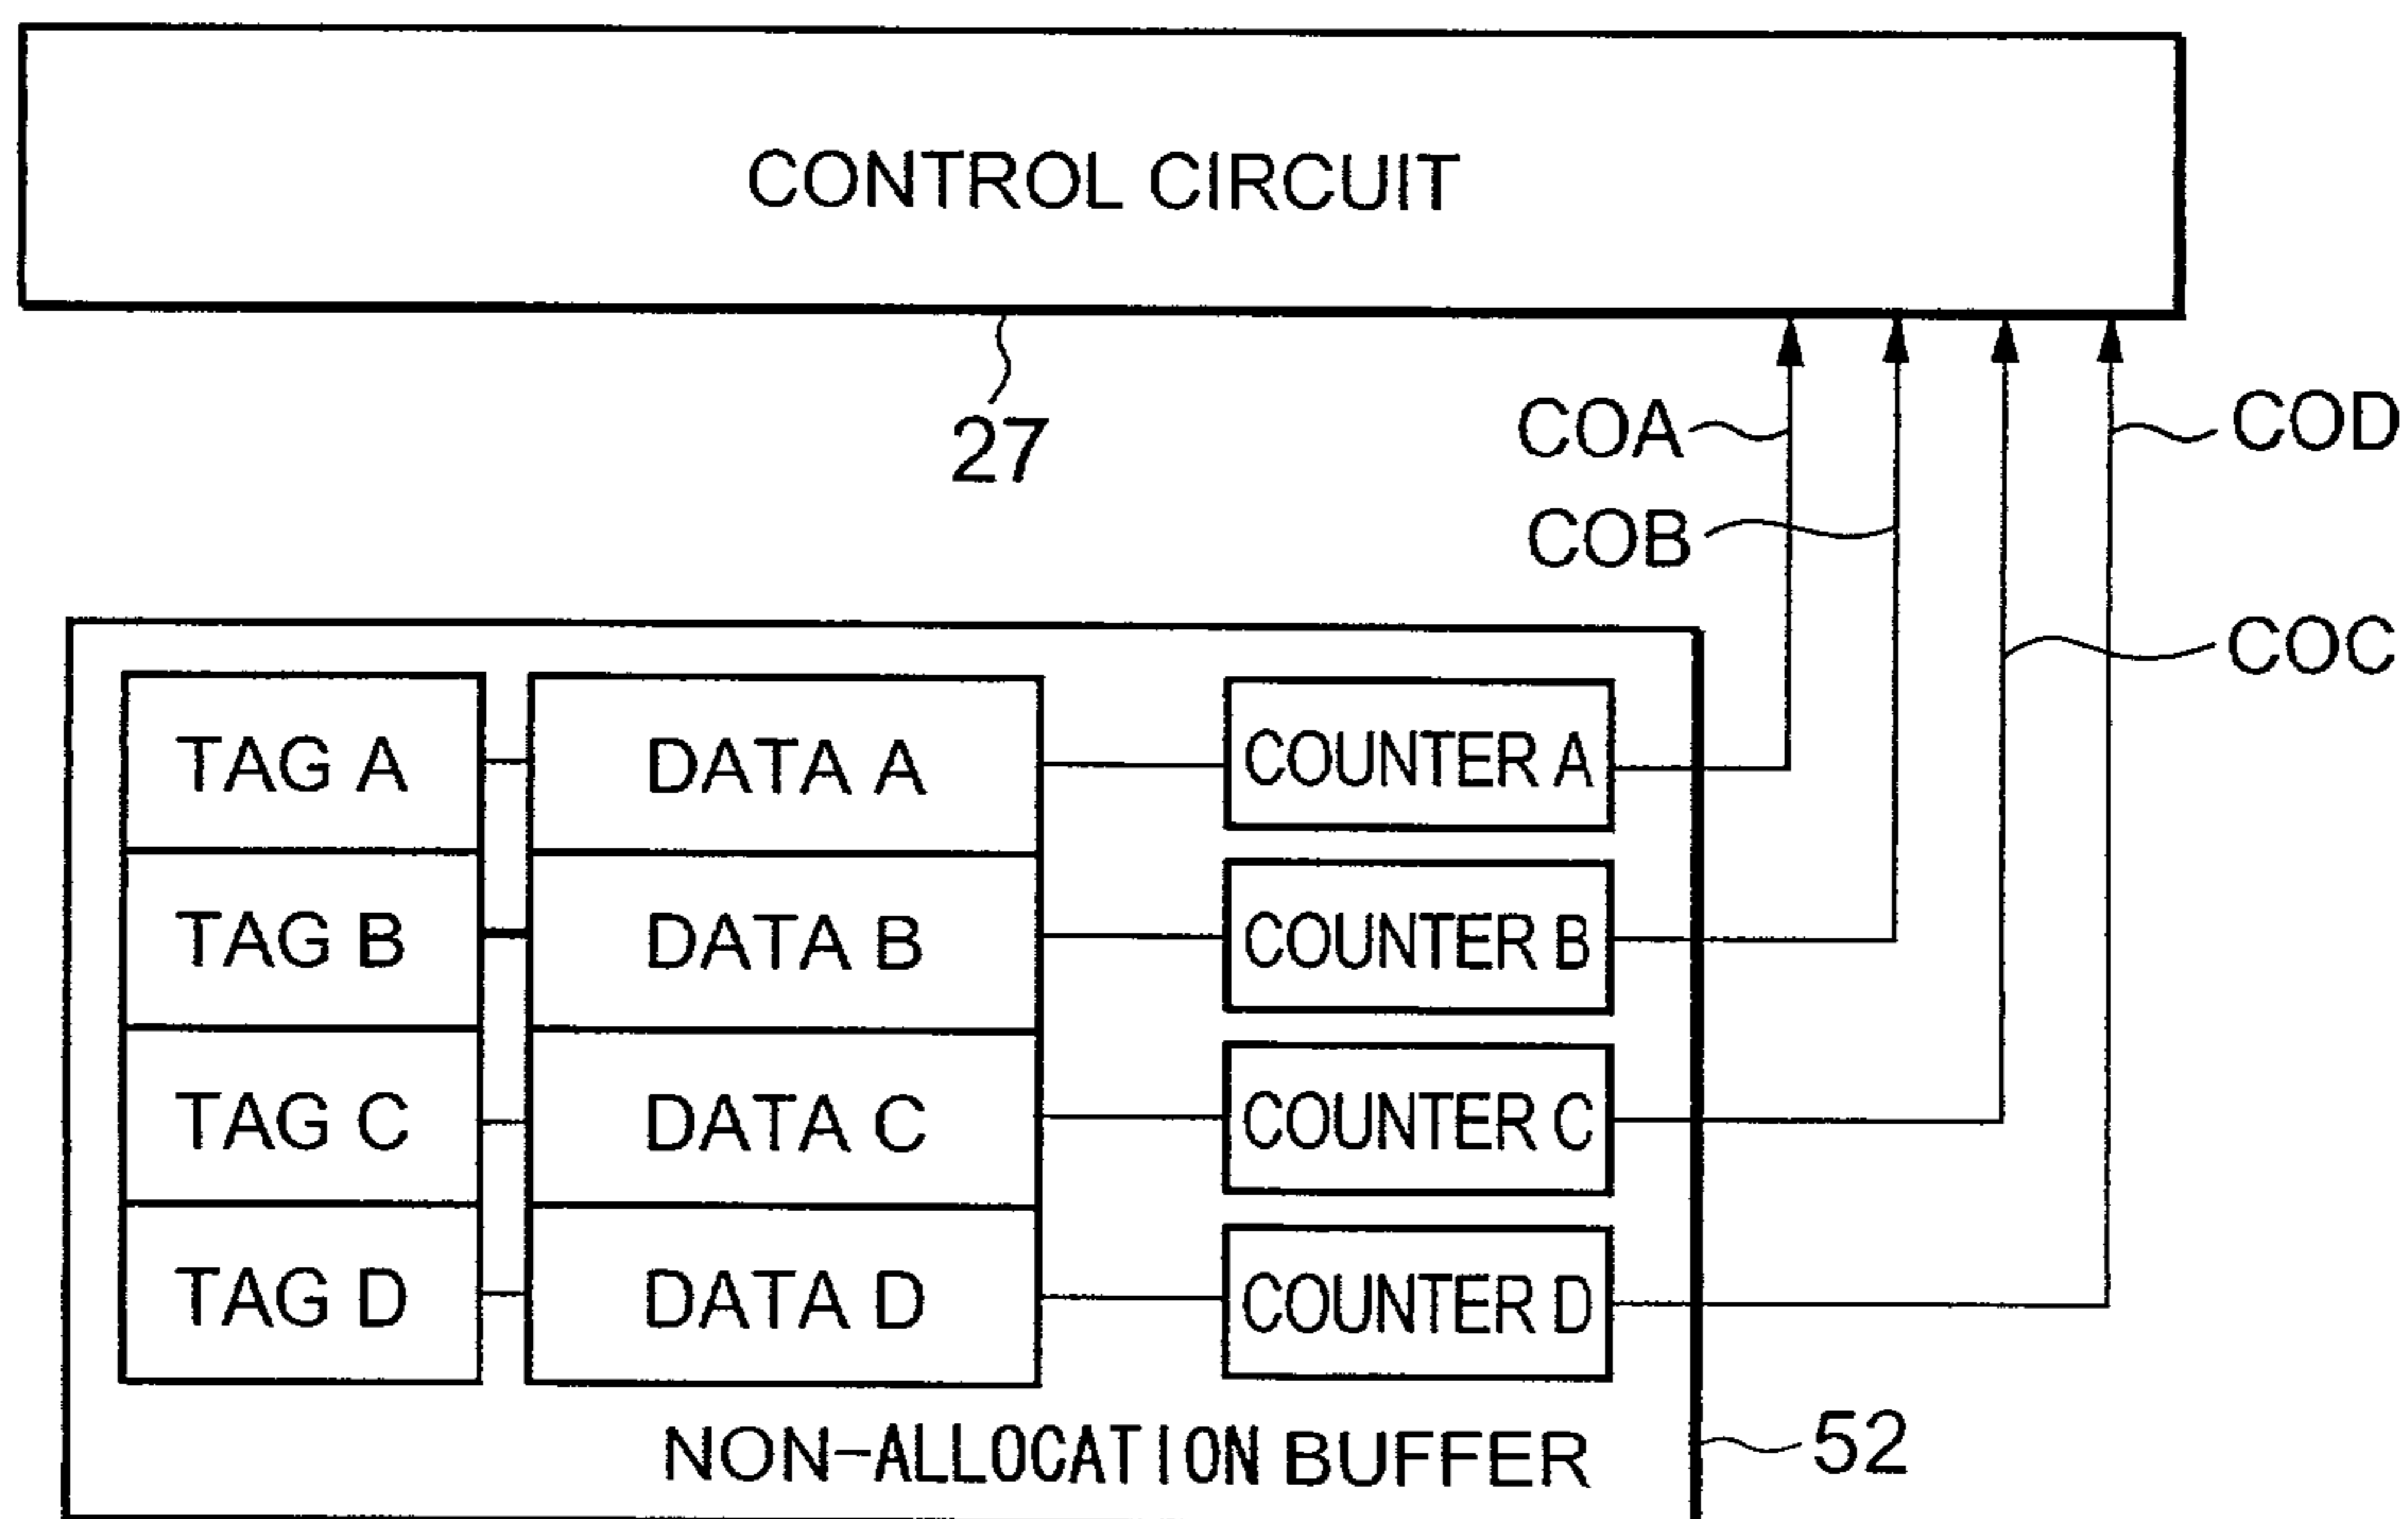 CONTROL CIRCUIT
27
COA
COD
COB
COC
TAG A
DATA A
COUNTER A
TAG B
DATA B
COUNTER B
TAG C
DATA C
COUNTER C
TAG D
DATA D
COUNTER D
NON-ALLOCATION BUFFER
52